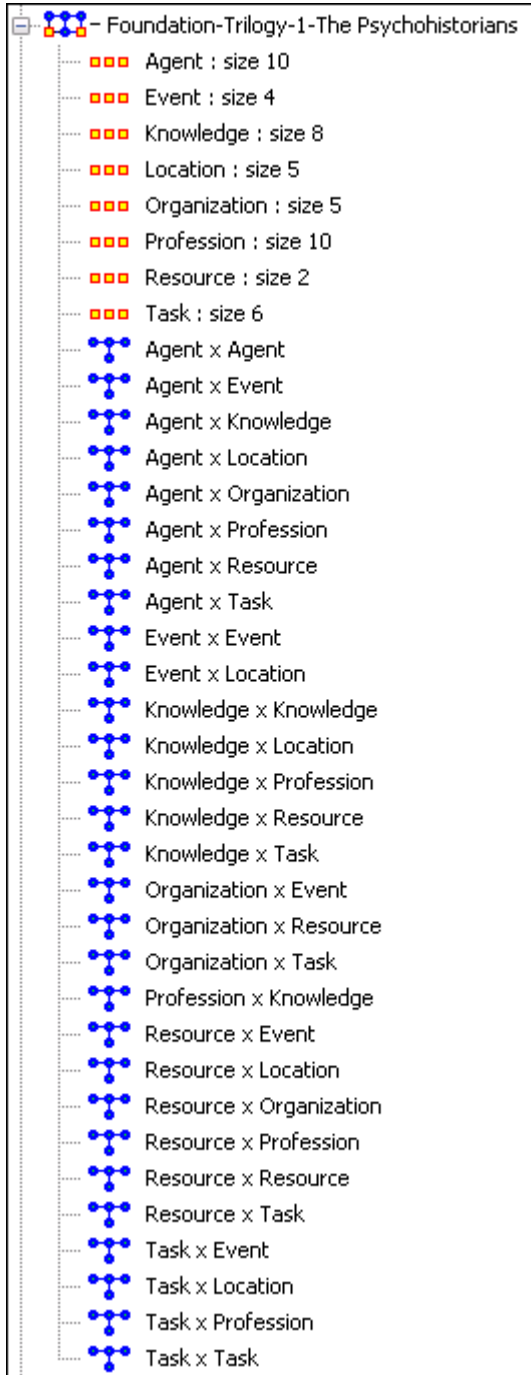 Foundation-Trilogy-1-The Psychohistorians
Agent : size 10
Event : size 4
Knowledge : size 8
Location : size 5
Organization : size 5
Profession : size 10
Resource : size 2
Task : size 6
Agent x Agent
Agent x Event
Agent x Knowledge
Agent x Location
Agent x Organization
Agent x Profession
Agent x Resource
Agent x Task
Event x Event
Event x Location
Knowledge x Knowledge
Knowledge x Location
Knowledge x Profession
Knowledge x Resource
Knowledge x Task
Organization x Event
Organization x Resource
Organization x Task
Profession x Knowledge
Resource x Event
Resource x Location
Resource x Organization
Resource x Profession
Resource x Resource
Resource x Task
Task x Event
Task x Location
Task x Profession
Task x Task